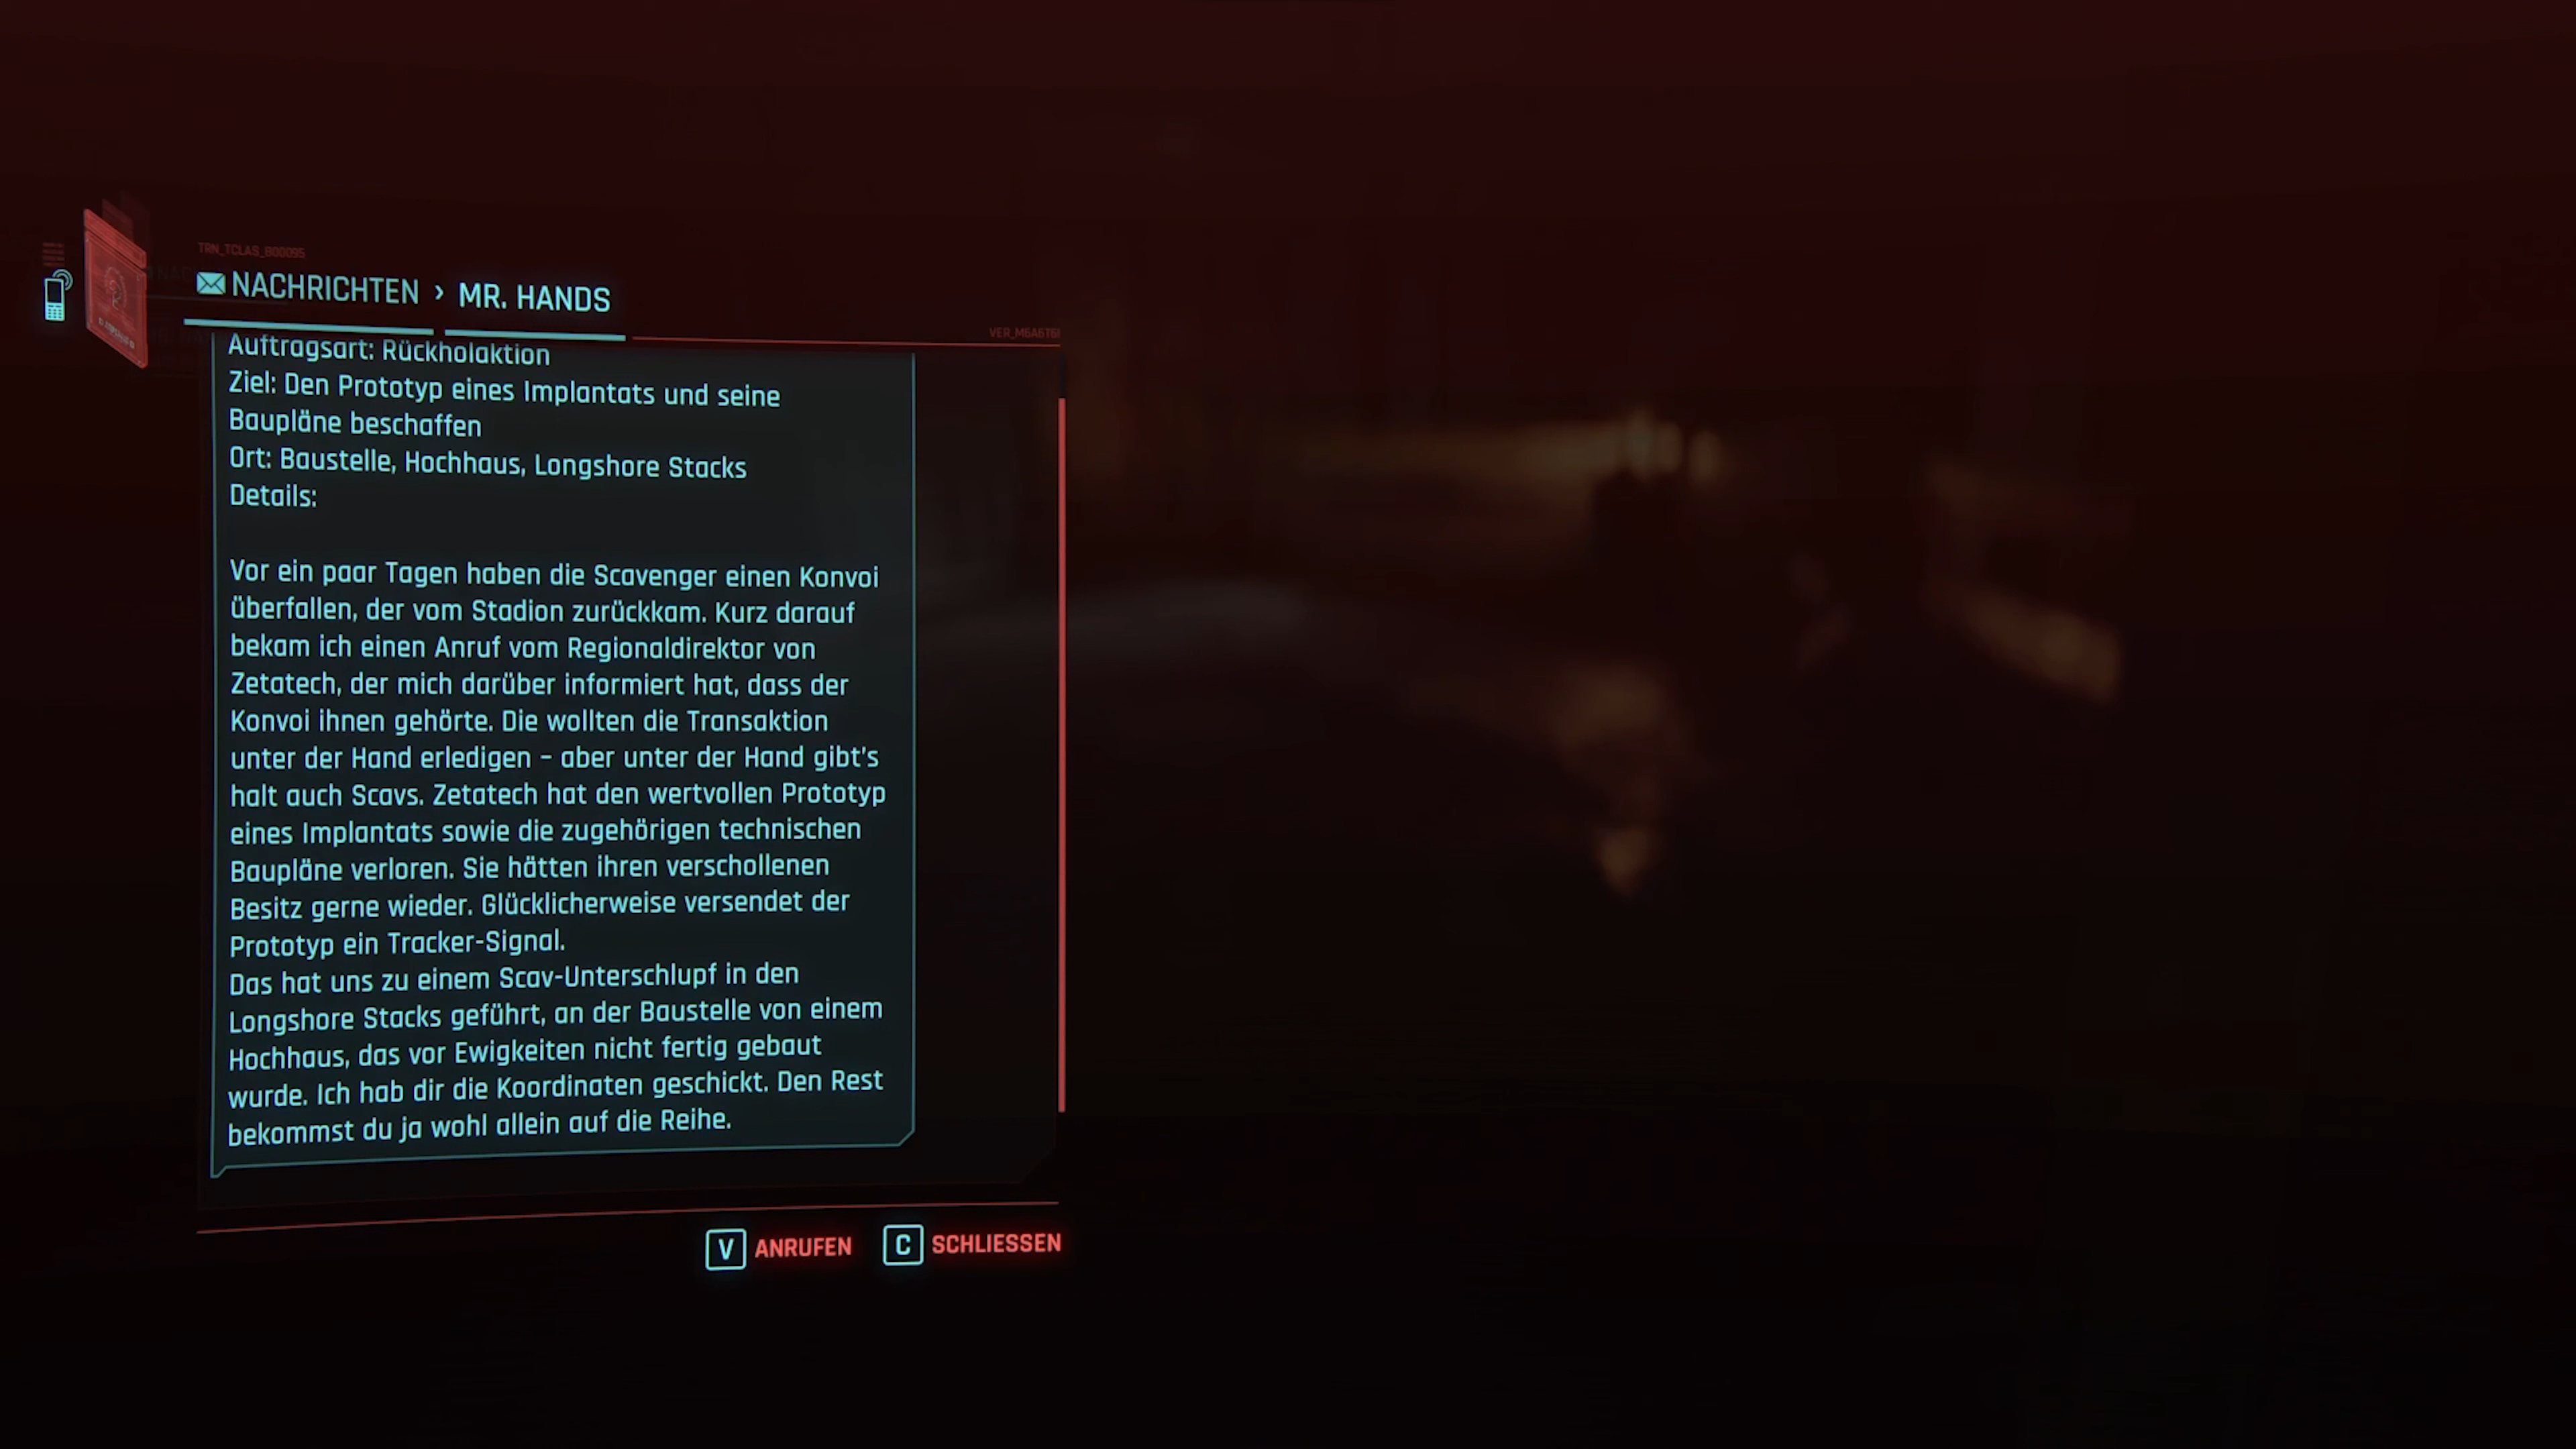 TRN_TCLAS_800095
NACHRICHTEN › MR. HANDS
Auftragsart: Rückholaktion
Ziel: Den Prototyp eines Implantats und seine
Baupläne beschaffen
Ort: Baustelle, Hochhaus, Longshore Stacks
Details:
Vor ein paar Tagen haben die Scavenger einen Konvoi
überfallen, der vom Stadion zurückkam. Kurz darauf
bekam ich einen Anruf vom Regionaldirektor von
Zetatech, der mich darüber informiert hat, dass der
Konvoi ihnen gehörte. Die wollten die Transaktion
unter der Hand erledigen – aber unter der Hand gibt's
halt auch Scavs. Zetatech hat den wertvollen Prototyp
eines Implantats sowie die zugehörigen technischen
Baupläne verloren. Sie hätten ihren verschollenen
Besitz gerne wieder. Glücklicherweise versendet der
Prototyp ein Tracker-Signal.
Das hat uns zu einem Scav-Unterschlupf in den
Longshore Stacks geführt, an der Baustelle von einem
Hochhaus, das vor Ewigkeiten nicht fertig gebaut
wurde. Ich hab dir die Koordinaten geschickt. Den Rest
bekommst du ja wohl allein auf die Reihe.
V ANRUFEN C SCHLIESSEN